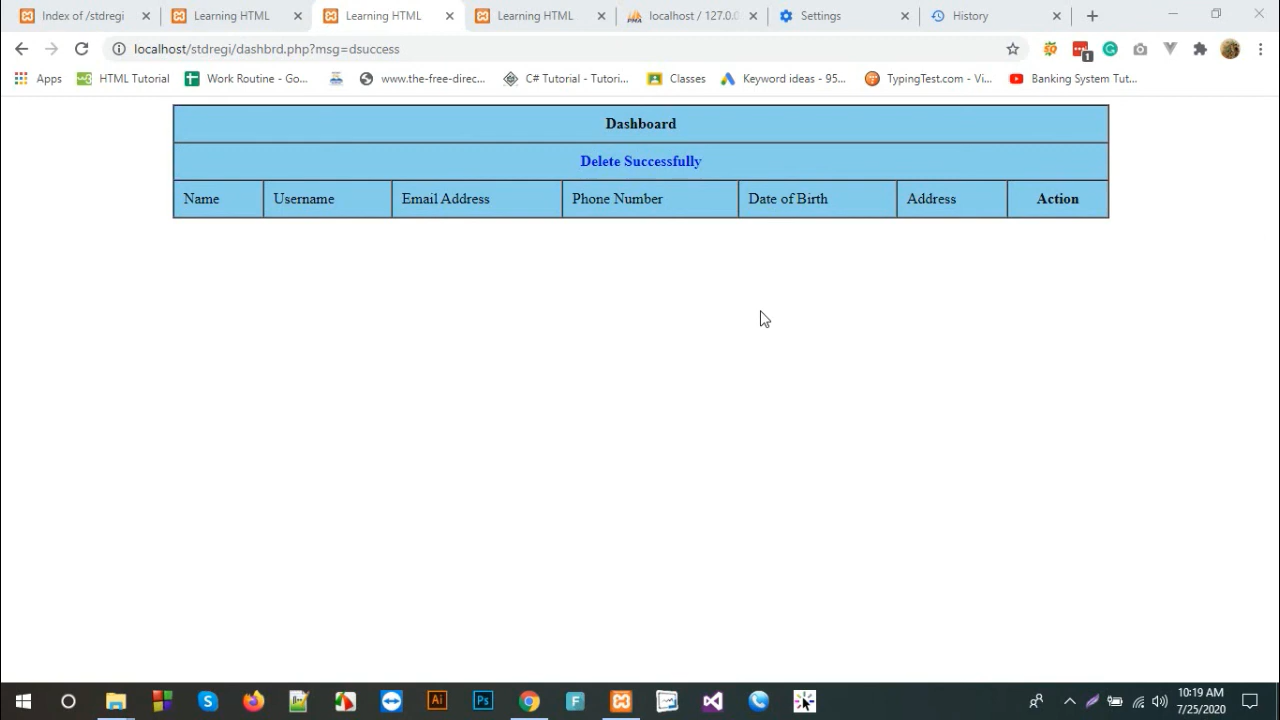 Index of /stdregi
Learning HTML
Learning HTML
Learning HTML
localhost / 127.0.0
Settings
History
localhost/stdregi/dashbrd.php?msg=dsuccess
Apps
HTML Tutorial
Work Routine - Go...
www.the-free-direc...
C# Tutorial - Tutori...
Classes
Keyword ideas - 95...
TypingTest.com - Vi...
Banking System Tut...
1
Dashboard
Delete Successfully
Name Username Email Address Phone Number Date of Birth Address Action
Ai
Ps
F
10:19 AM
7/25/2020